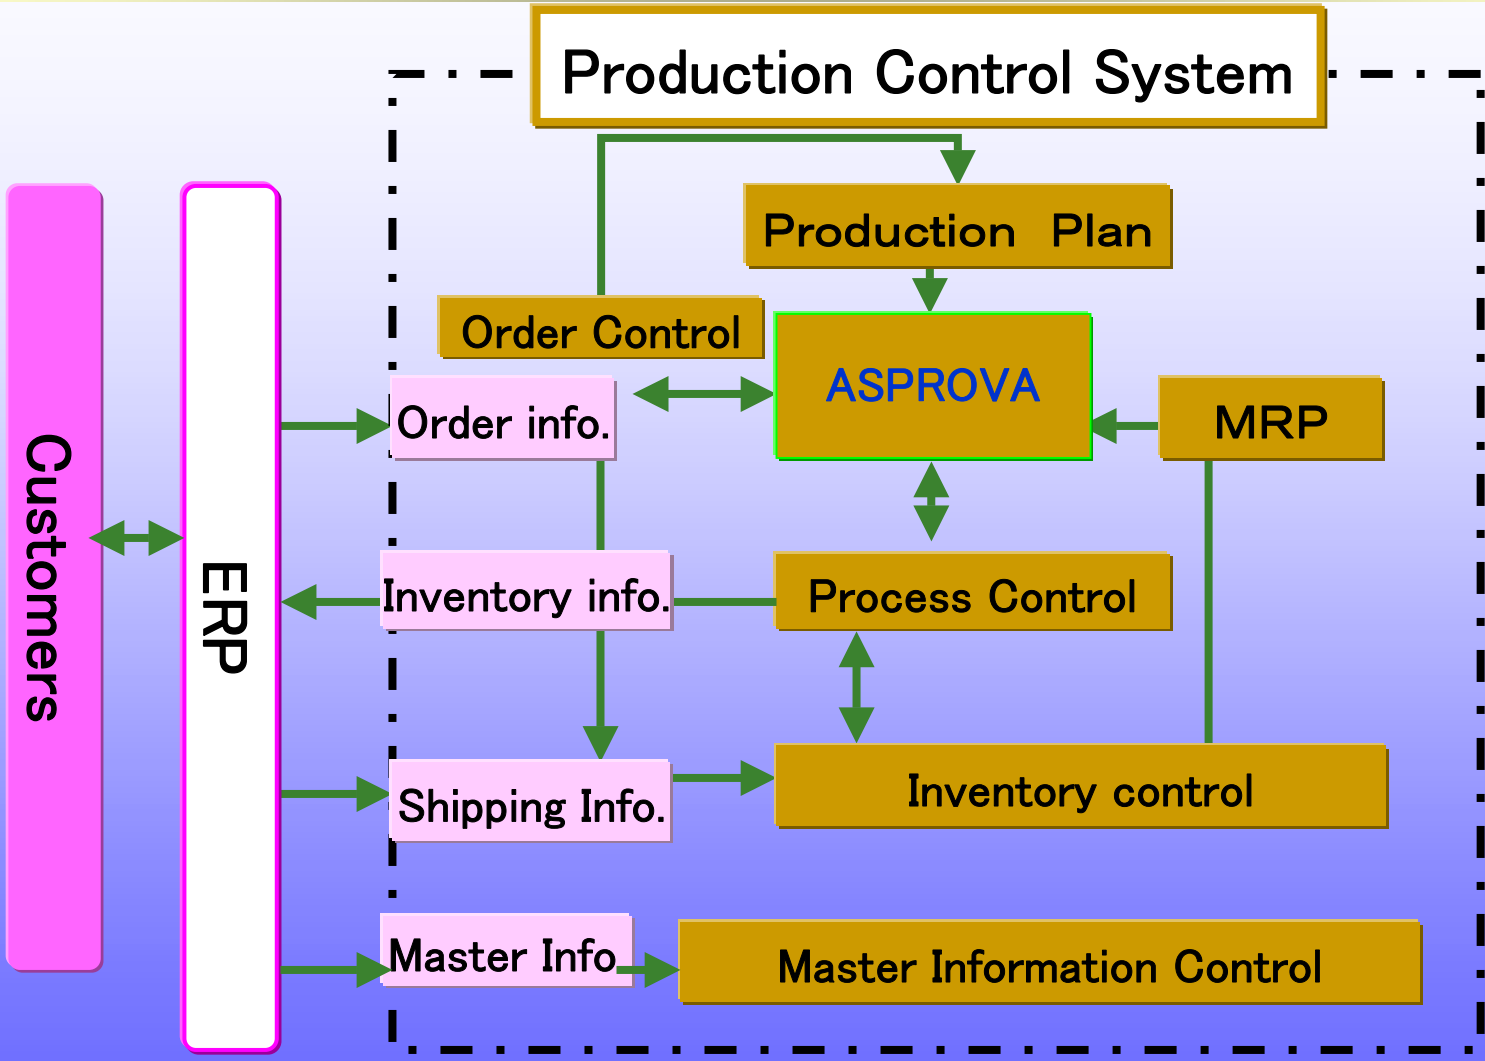 Production Control System
Production Plan
Order Control
ASPROVA
Order info.
MRP
Customers
ERP
Inventory info.
Process Control
Shipping Info.
Inventory control
Master Info
Master Information Control